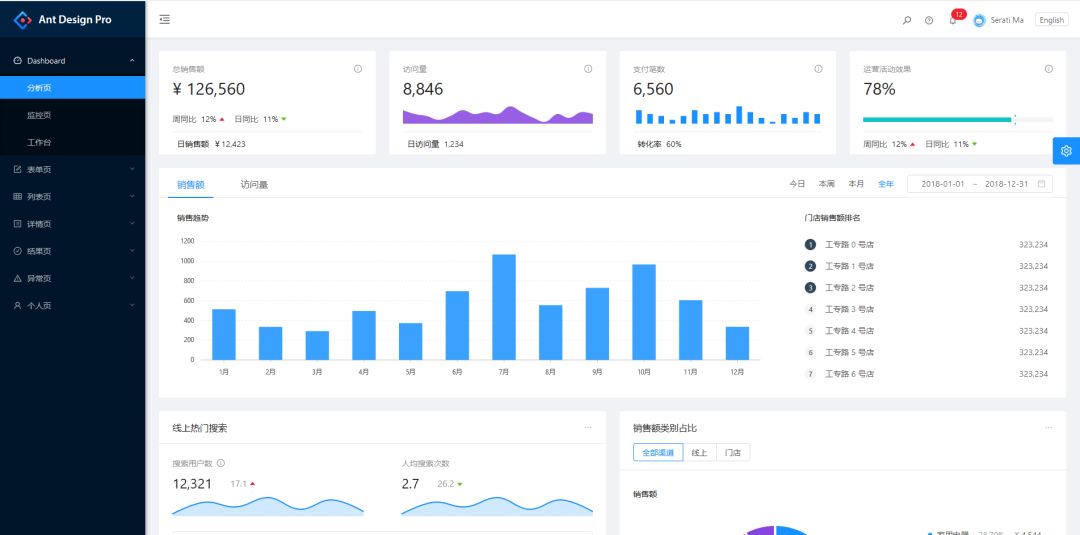 Ant Design Pro
12
Serati Ma
English
Dashboard
分析页
监控页
工作台
表单页
列表页
详情页
结果页
异常页
个人页
总销售额
¥ 126,560
周同比 12% 日同比 11%
日销售额 ¥ 12,423
访问量
8,846
日访问量 1,234
支付笔数
6,560
转化率 60%
运营活动效果
78%
周同比 12% 日同比 11%
销售额 访问量
今日 本周 本月 全年 2018-01-01 ~ 2018-12-31
销售趋势
1200
1000
800
600
400
200
0
1月 2月 3月 4月 5月 6月 7月 8月 9月 10月 11月 12月
门店销售额排名
1 工专路 0 号店 323,234
2 工专路 1 号店 323,234
3 工专路 2 号店 323,234
4 工专路 3 号店 323,234
5 工专路 4 号店 323,234
6 工专路 5 号店 323,234
7 工专路 6 号店 323,234
线上热门搜索
搜索用户数
12,321 17.1
人均搜索次数
2.7 26.2
销售额类别占比
全部渠道 线上 门店
销售额